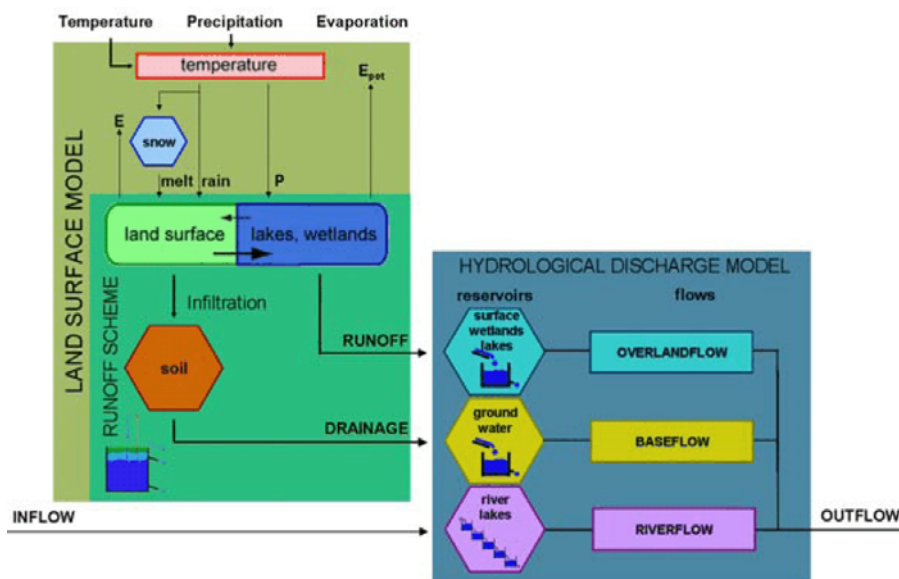 Temperature Precipitation Evaporation
temperature
E_pot
E
snow
melt rain P
LAND SURFACE MODEL
land surface lakes, wetlands
RUNOFF SCHEME
Infiltration
soil
RUNOFF
DRAINAGE
INFLOW
HYDROLOGICAL DISCHARGE MODEL
reservoirs flows
surface
wetlands
lakes
OVERLANDFLOW
ground
water
BASEFLOW
river
lakes
RIVERFLOW
OUTFLOW